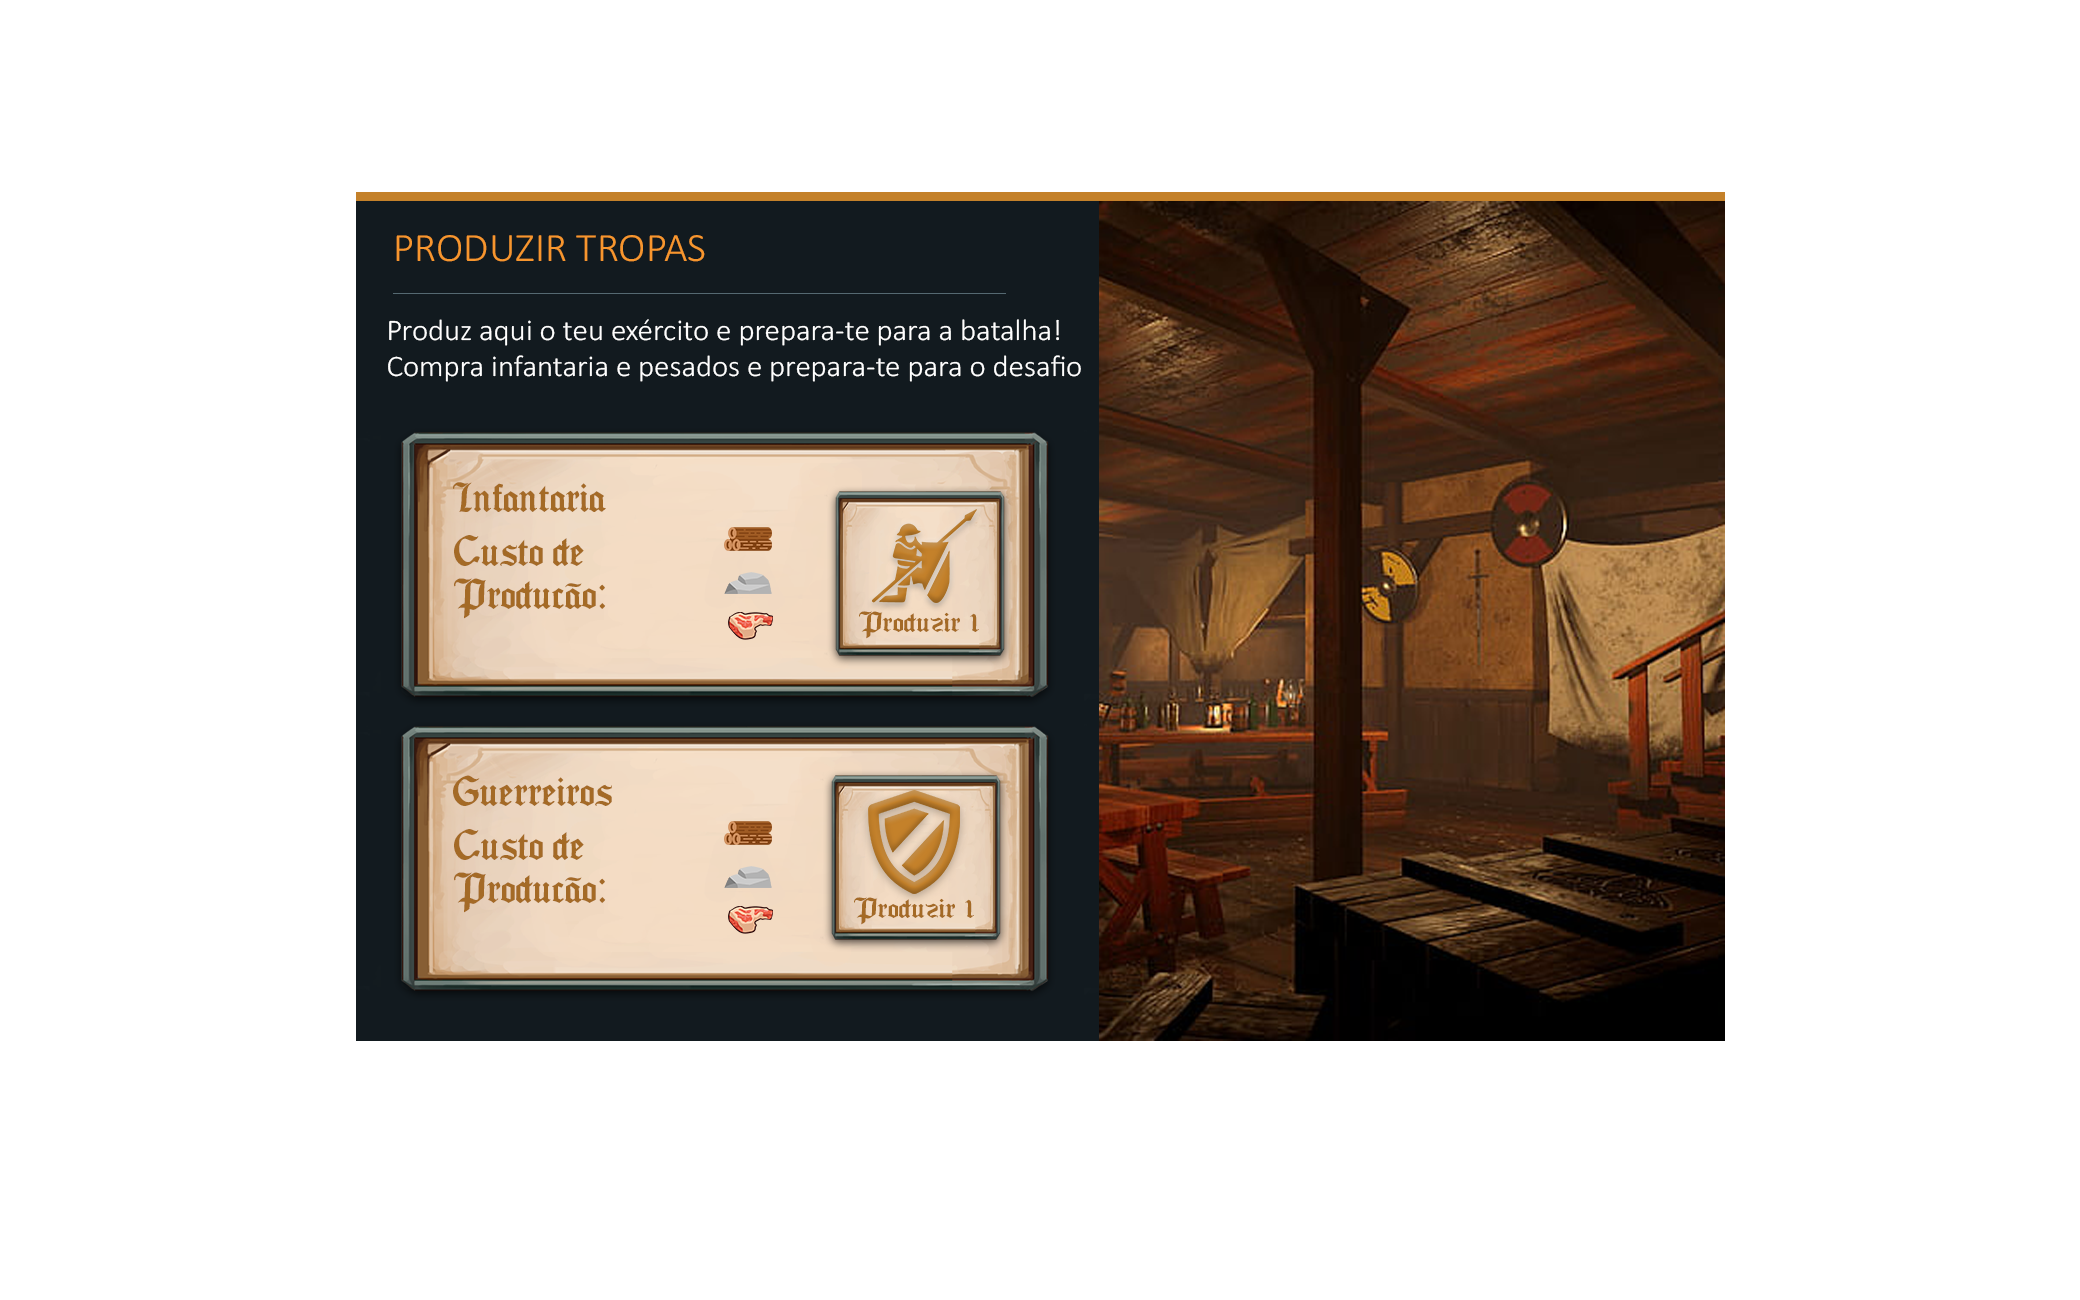 PRODUZIR TROPAS
Produz aqui o teu exército e prepara-te para a batalha!
Compra infantaria e pesados e prepara-te para o desafio
Infantaria
Custo de
Producão:
Produzir 1
Guerreiros
Custo de
Producão:
Produzir 1